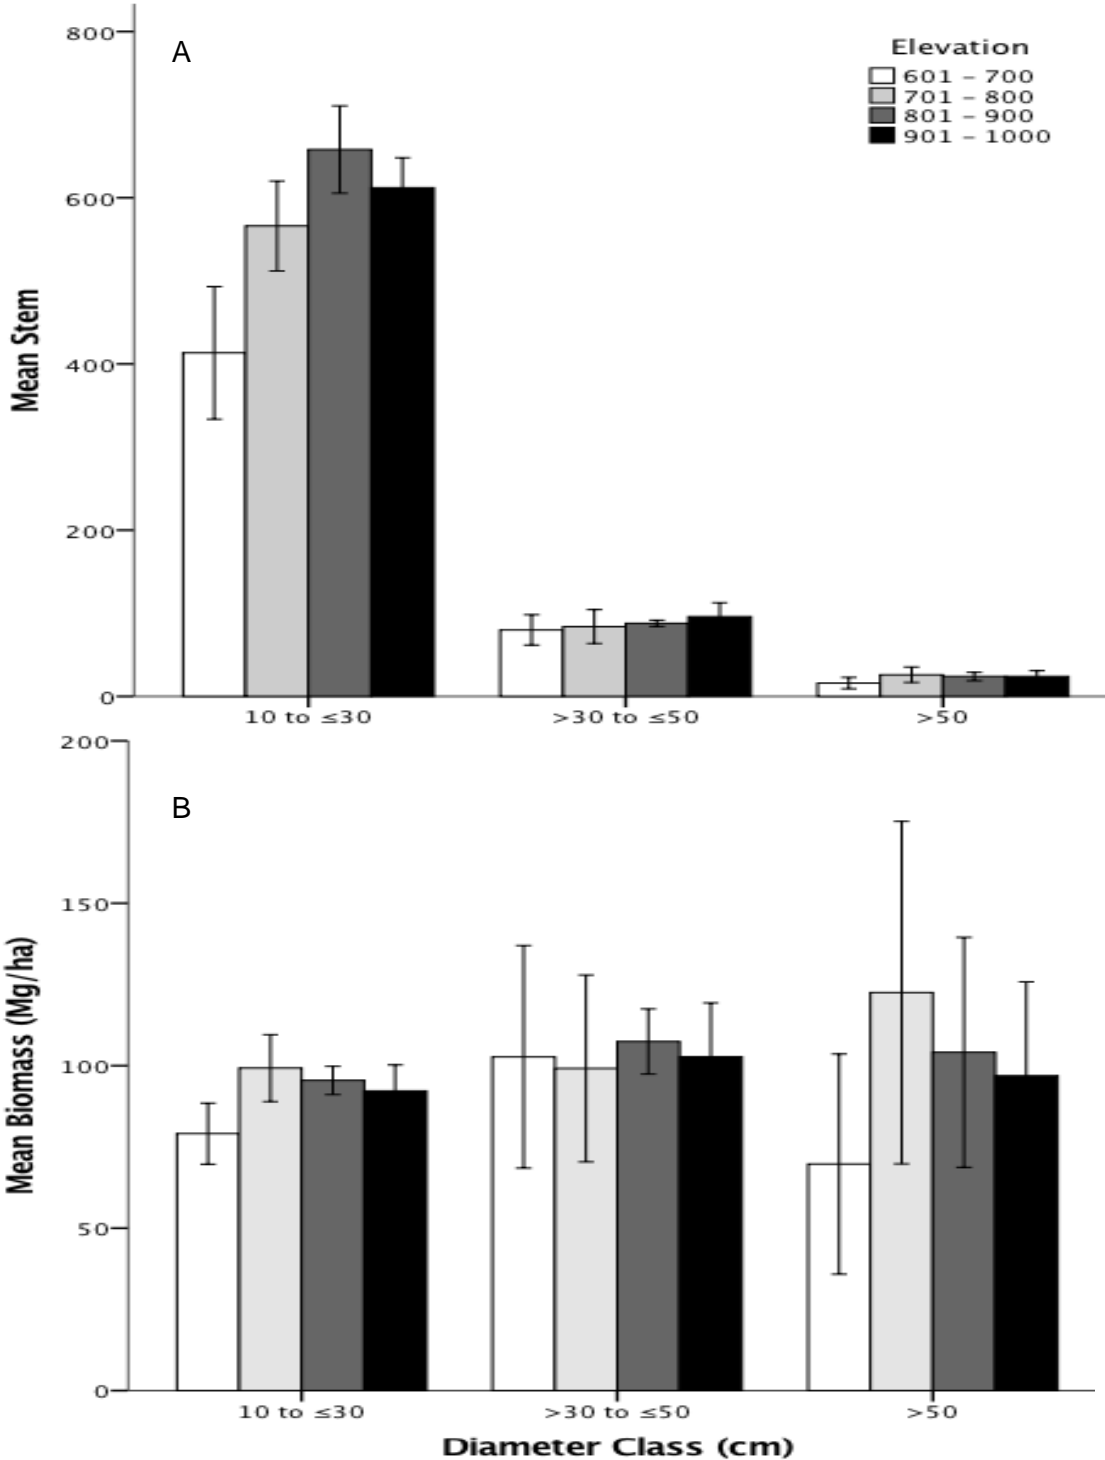 A
Elevation
601 – 700
701 – 800
801 – 900
901 – 1000
800
600
400
200
0
Mean Stem
10 to ≤30
>30 to ≤50
>50
B
200
150
100
50
0
Mean Biomass (Mg/ha)
10 to ≤30
>30 to ≤50
>50
Diameter Class (cm)